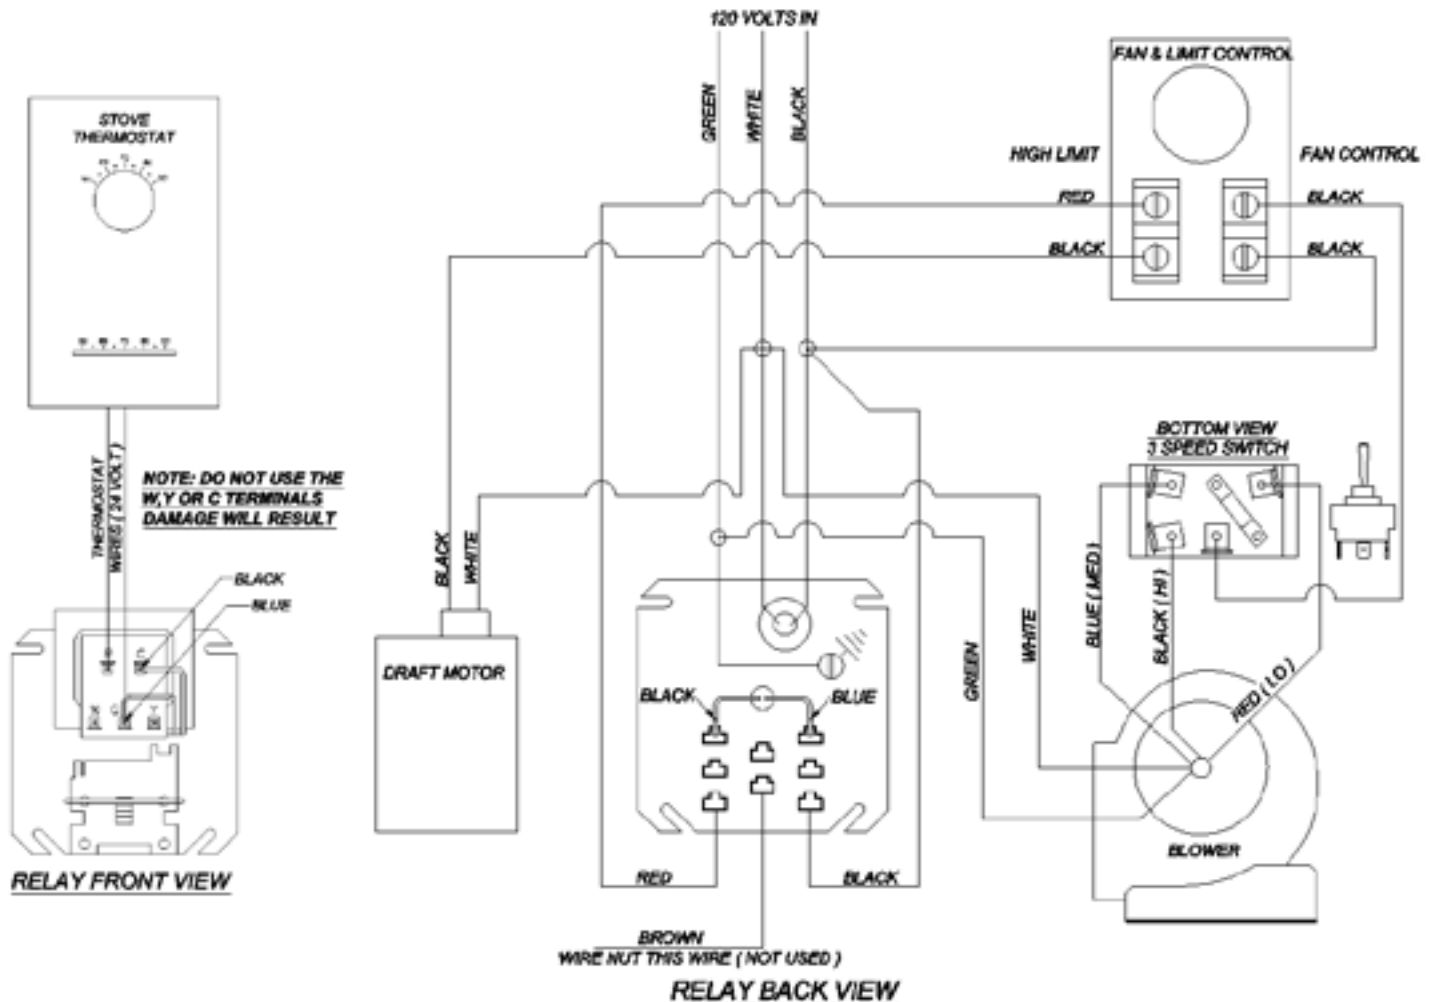 120 VOLTS IN
GREEN
WHITE
BLACK
FAN & LIMIT CONTROL
HIGH LIMIT
FAN CONTROL
RED
BLACK
BLACK
BLACK
STOVE
THERMOSTAT
THERMOSTAT
WIRES ( 24 VOLT )
NOTE: DO NOT USE THE
W,Y OR C TERMINALS
DAMAGE WILL RESULT
BLACK
BLUE
RELAY FRONT VIEW
BLACK
WHITE
DRAFT MOTOR
BLACK
BLUE
RED
BLACK
BROWN
WIRE NUT THIS WIRE ( NOT USED )
RELAY BACK VIEW
GREEN
WHITE
BOTTOM VIEW
3 SPEED SWITCH
BLUE ( MED )
BLACK ( HI )
RED ( LO )
BLOWER